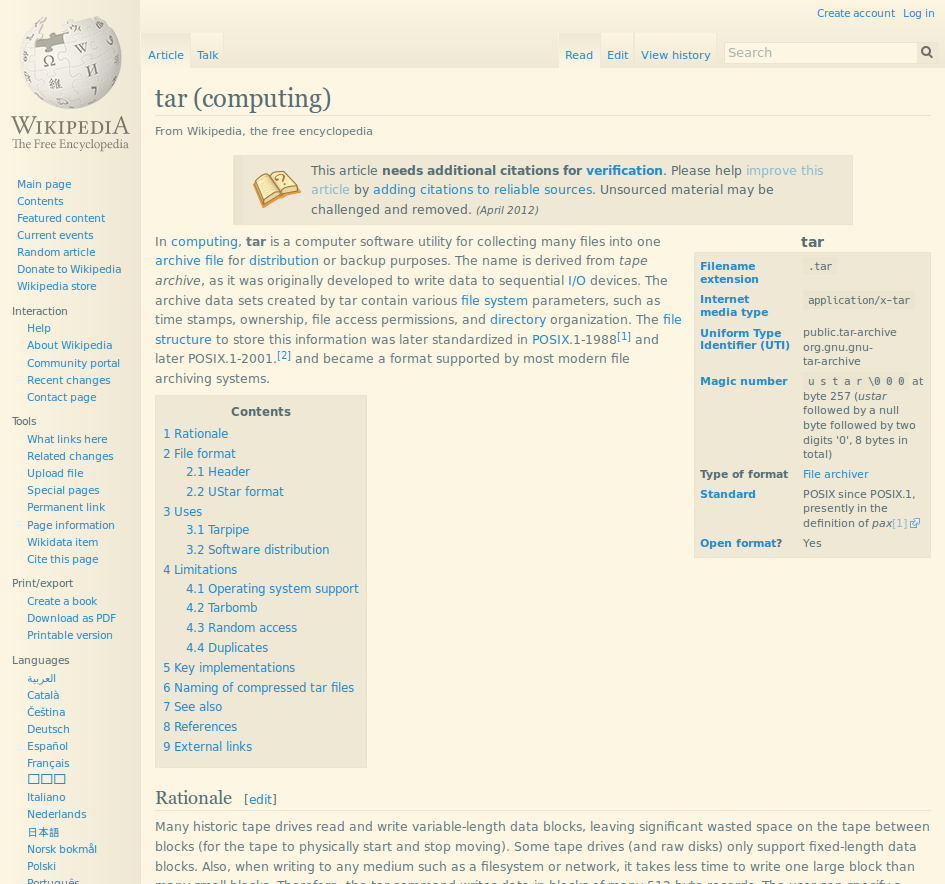 Create account Log in
Article Talk Read Edit View history Search
WIKIPEDIA
The Free Encyclopedia
Main page
Contents
Featured content
Current events
Random article
Donate to Wikipedia
Wikipedia store
Interaction
Help
About Wikipedia
Community portal
Recent changes
Contact page
Tools
What links here
Related changes
Upload file
Special pages
Permanent link
Page information
Wikidata item
Cite this page
Print/export
Create a book
Download as PDF
Printable version
Languages
العربية
Català
Čeština
Deutsch
Español
Français
Italiano
Nederlands
日本語
Norsk bokmål
Polski
Português
tar (computing)
From Wikipedia, the free encyclopedia
This article needs additional citations for verification. Please help improve this
article by adding citations to reliable sources. Unsourced material may be
challenged and removed. (April 2012)
In computing, tar is a computer software utility for collecting many files into one
archive file for distribution or backup purposes. The name is derived from tape
archive, as it was originally developed to write data to sequential I/O devices. The
archive data sets created by tar contain various file system parameters, such as
time stamps, ownership, file access permissions, and directory organization. The file
structure to store this information was later standardized in POSIX.1-1988[1] and
later POSIX.1-2001.[2] and became a format supported by most modern file
archiving systems.
tar
Filename
extension
.tar
Internet
media type
application/x-tar
Uniform Type
Identifier (UTI)
public.tar-archive
org.gnu.gnu-
tar-archive
Magic number
u s t a r \0 0 0 at
byte 257 (ustar
followed by a null
byte followed by two
digits '0', 8 bytes in
total)
Type of format File archiver
Standard
POSIX since POSIX.1,
presently in the
definition of pax[1]
Open format? Yes
Contents
1 Rationale
2 File format
2.1 Header
2.2 UStar format
3 Uses
3.1 Tarpipe
3.2 Software distribution
4 Limitations
4.1 Operating system support
4.2 Tarbomb
4.3 Random access
4.4 Duplicates
5 Key implementations
6 Naming of compressed tar files
7 See also
8 References
9 External links
Rationale [edit]
Many historic tape drives read and write variable-length data blocks, leaving significant wasted space on the tape between
blocks (for the tape to physically start and stop moving). Some tape drives (and raw disks) only support fixed-length data
blocks. Also, when writing to any medium such as a filesystem or network, it takes less time to write one large block than
many small blocks. Therefore, the tar command writes data in blocks of many 512 byte records. The user can specify a